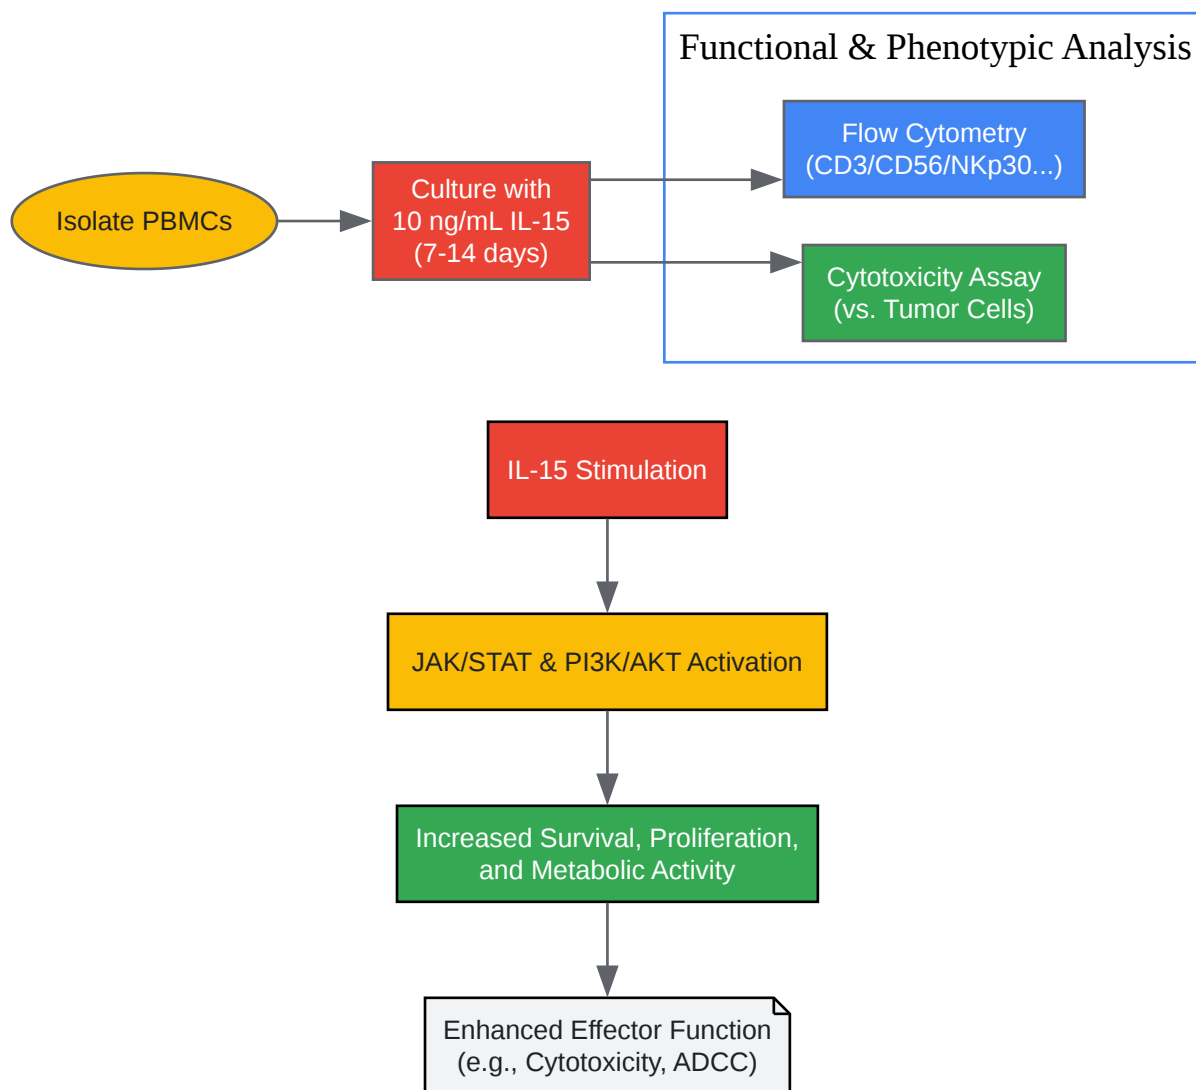 Functional & Phenotypic Analysis
Flow Cytometry
(CD3/CD56/NKp30...)
Isolate PBMCs
Culture with
10 ng/mL IL-15
(7-14 days)
Cytotoxicity Assay
(vs. Tumor Cells)
IL-15 Stimulation
JAK/STAT & PI3K/AKT Activation
Increased Survival, Proliferation,
and Metabolic Activity
Enhanced Effector Function
(e.g., Cytotoxicity, ADCC)